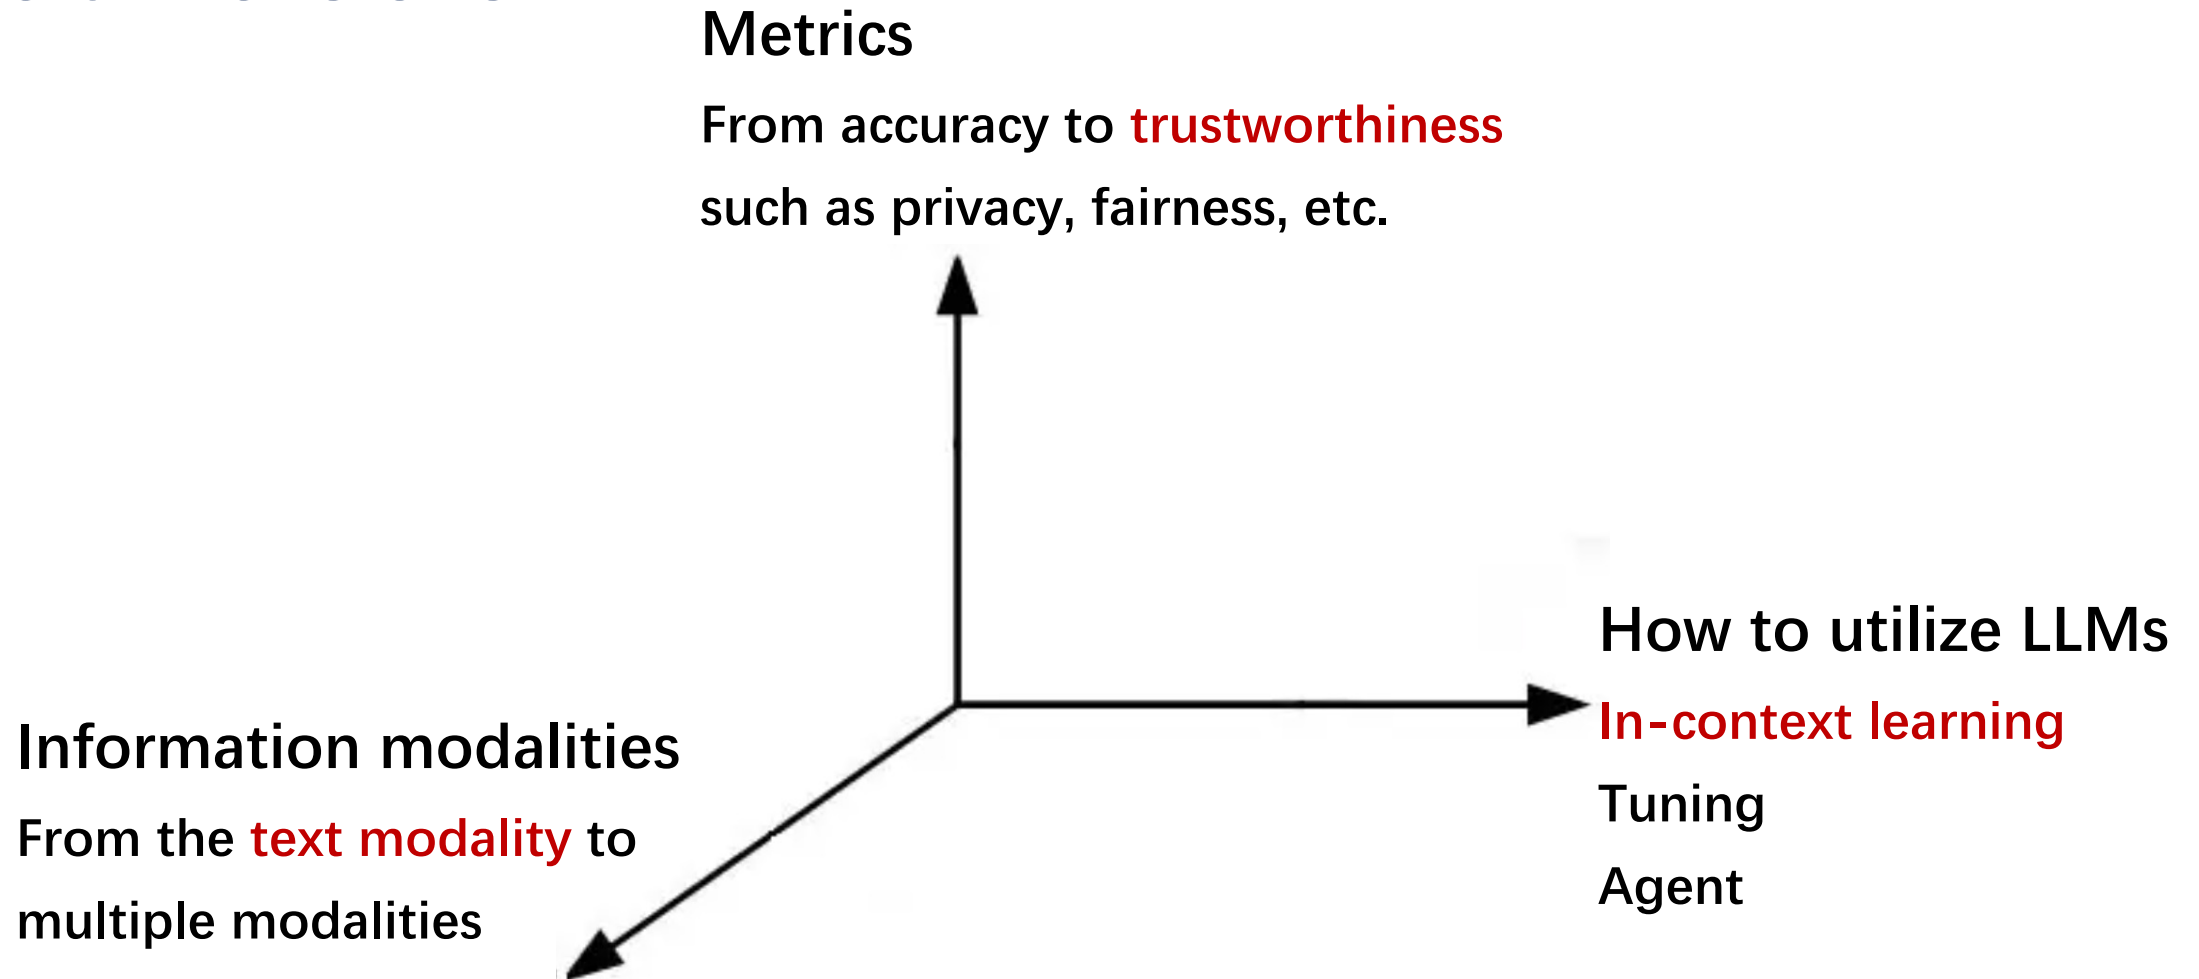 Metrics
From accuracy to trustworthiness
such as privacy, fairness, etc.
How to utilize LLMs
In-context learning
Tuning
Agent
Information modalities
From the text modality to
multiple modalities